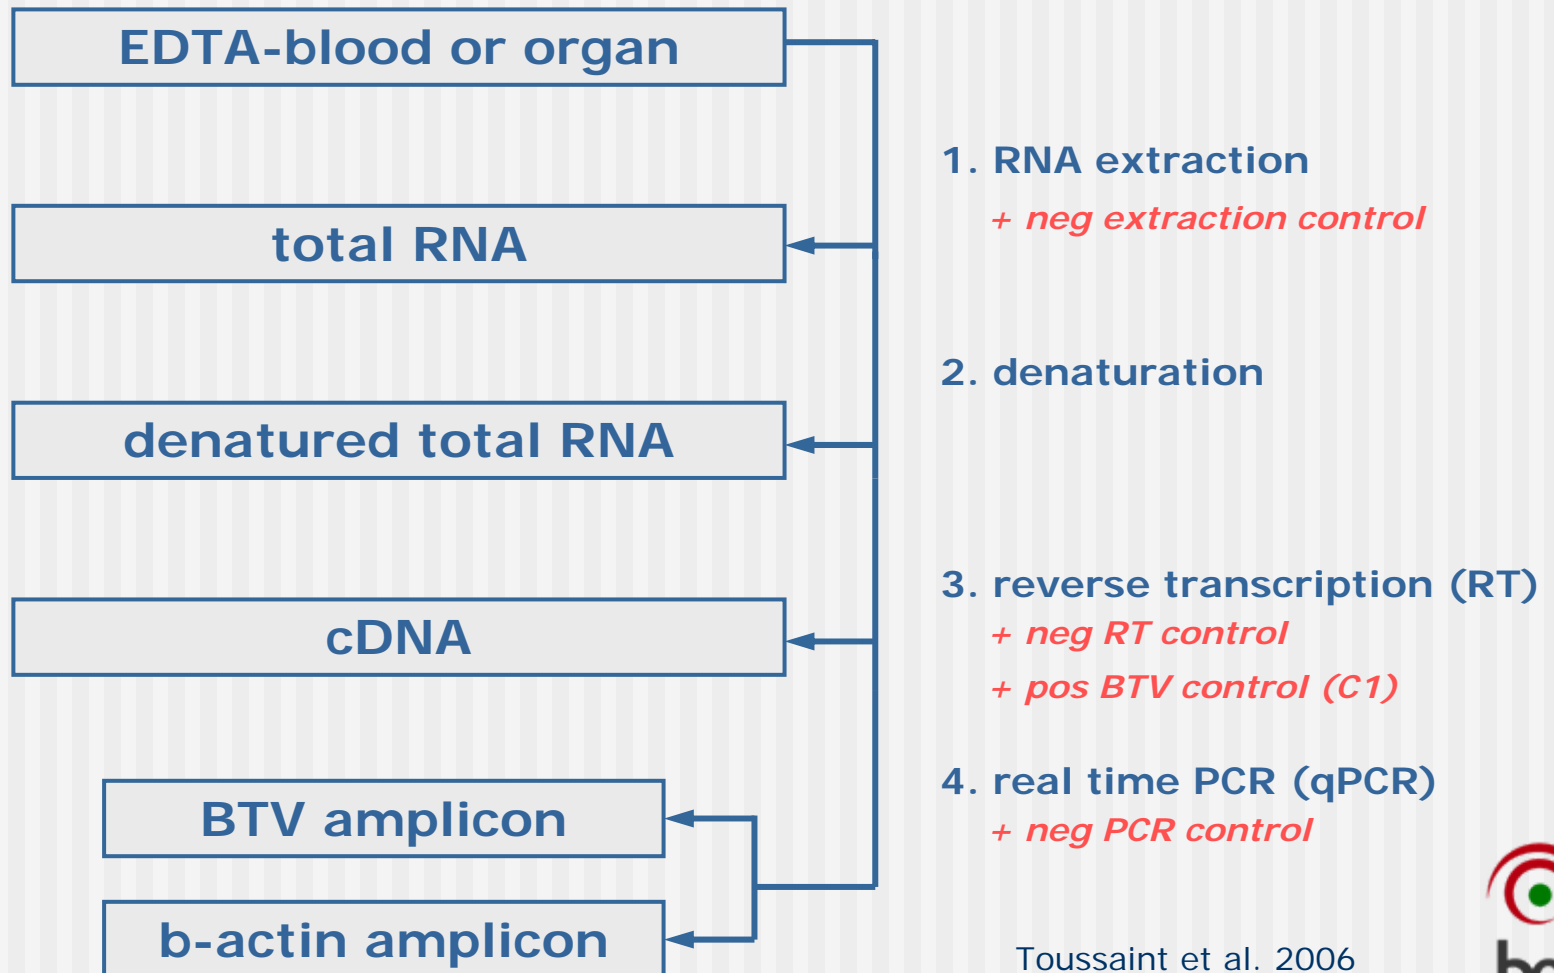 EDTA-blood or organ
1. RNA extraction
+ neg extraction control
total RNA
2. denaturation
denatured total RNA
3. reverse transcription (RT)
+ neg RT control
+ pos BTV control (C1)
cDNA
4. real time PCR (qPCR)
+ neg PCR control
BTV amplicon
b-actin amplicon
Toussaint et al. 2006